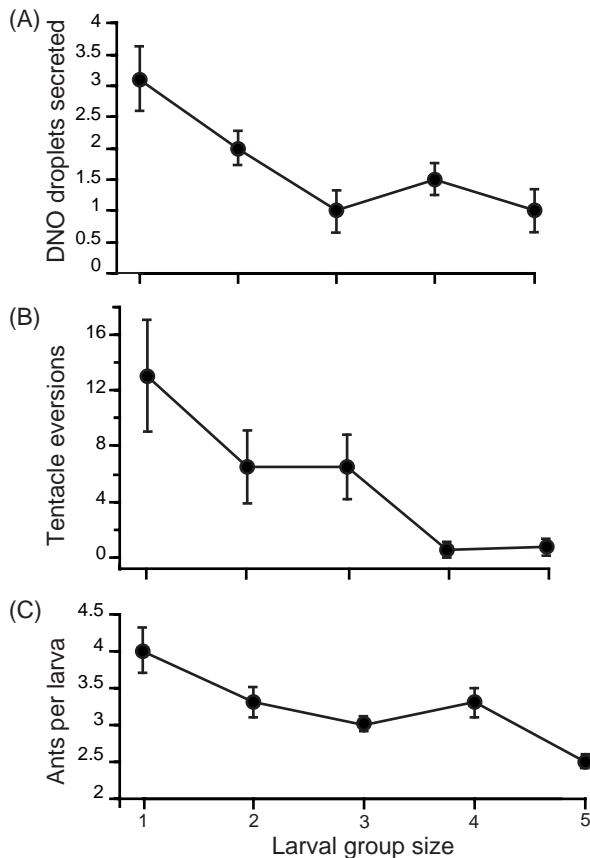 (A)
DNO droplets secreted
4
3.5
3
2.5
2
1.5
1
0.5
0
(B)
Tentacle eversions
16
12
8
4
0
(C)
Ants per larva
4.5
4
3.5
3
2.5
2
1 2 3 4 5
Larval group size